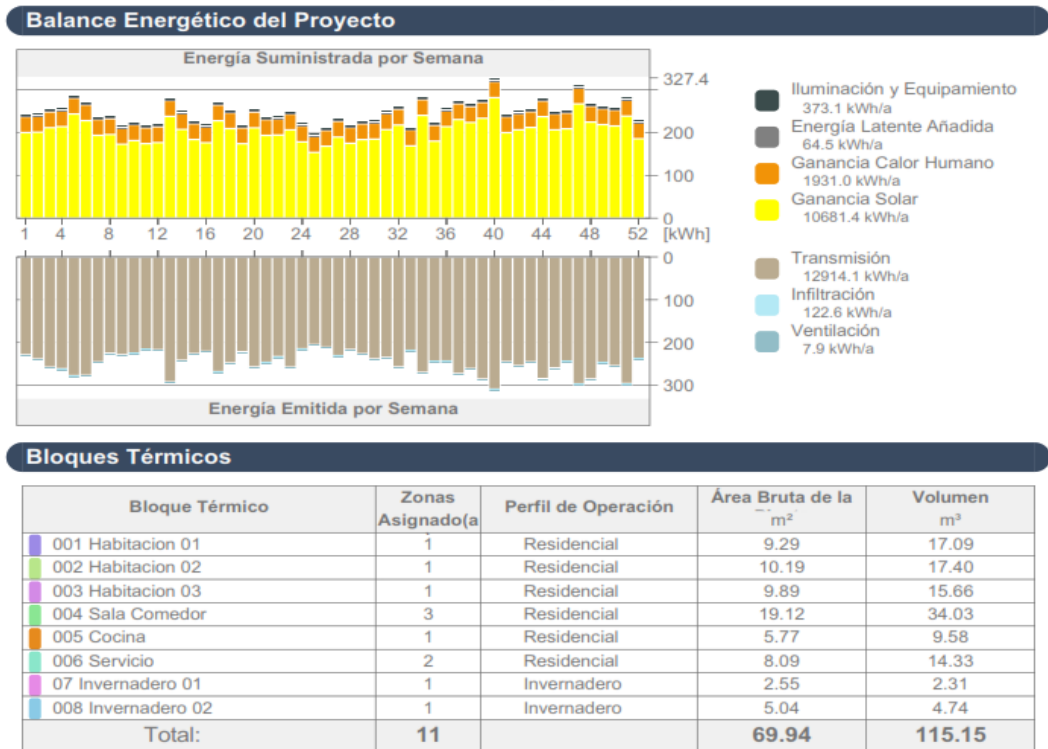 Balance Energético del Proyecto
Energía Suministrada por Semana
327.4
200
100
0
1 4 8 12 16 20 24 28 32 36 40 44 48 52 [kWh]
0
100
200
300
Energía Emitida por Semana
Iluminación y Equipamiento
373.1 kWh/a
Energía Latente Añadida
64.5 kWh/a
Ganancia Calor Humano
1931.0 kWh/a
Ganancia Solar
10681.4 kWh/a
Transmisión
12914.1 kWh/a
Infiltración
122.6 kWh/a
Ventilación
7.9 kWh/a
Bloques Térmicos
Bloque Térmico Zonas Asignado(a Perfil de Operación Área Bruta de la m² Volumen m³
001 Habitacion 01 1 Residencial 9.29 17.09
002 Habitacion 02 1 Residencial 10.19 17.40
003 Habitacion 03 1 Residencial 9.89 15.66
004 Sala Comedor 3 Residencial 19.12 34.03
005 Cocina 1 Residencial 5.77 9.58
006 Servicio 2 Residencial 8.09 14.33
07 Invernadero 01 1 Invernadero 2.55 2.31
008 Invernadero 02 1 Invernadero 5.04 4.74
Total: 11 69.94 115.15